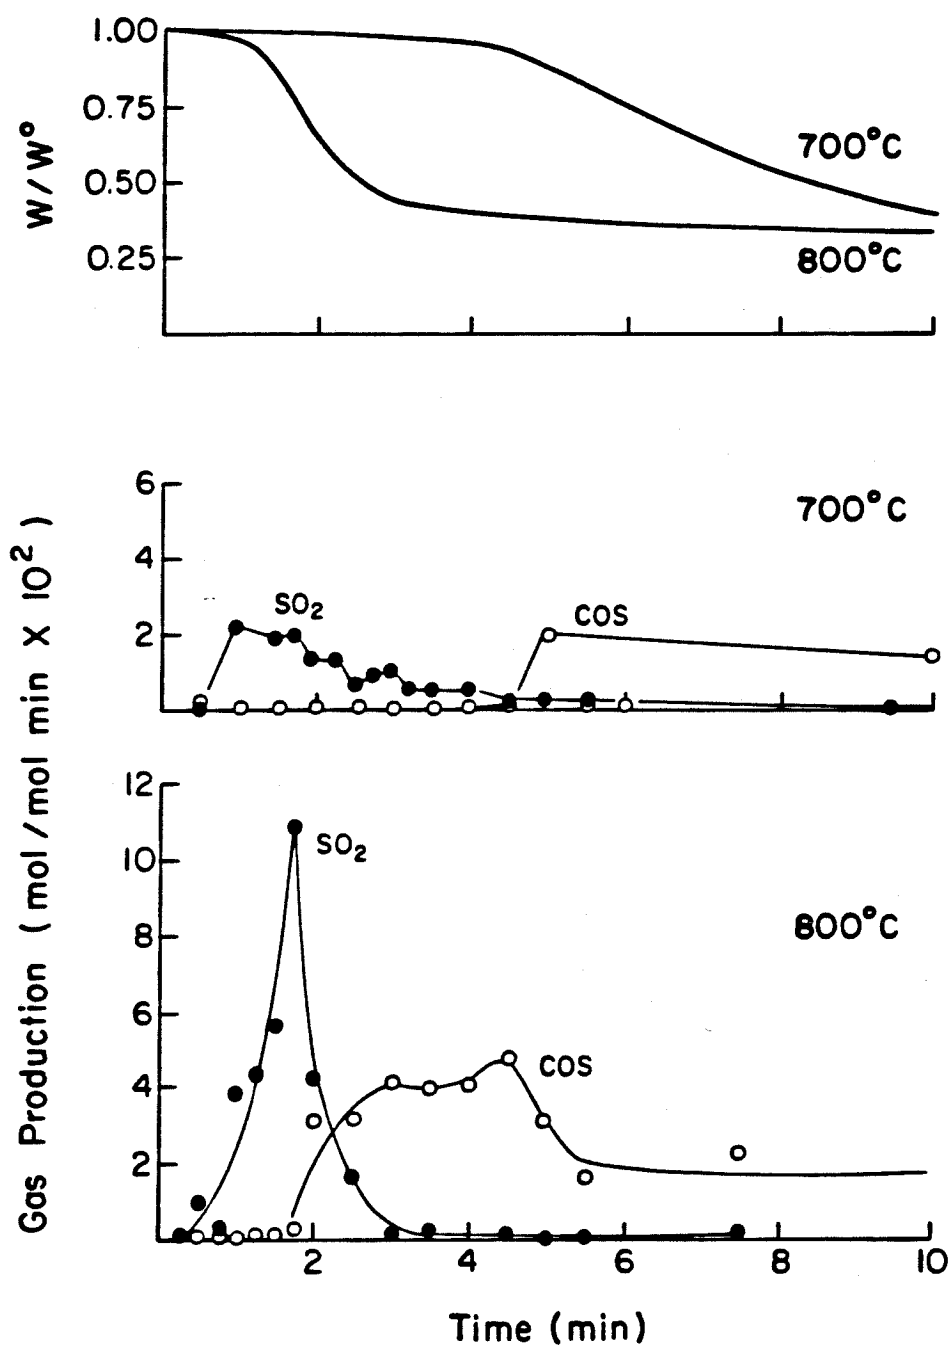 W/W°
1.00
0.75
0.50
0.25
700°C
800°C
Gas Production (mol/mol min X 10²)
6
4
2
SO₂
COS
700°C
12
10
8
6
4
2
SO₂
COS
800°C
2 4 6 8 10
Time (min)